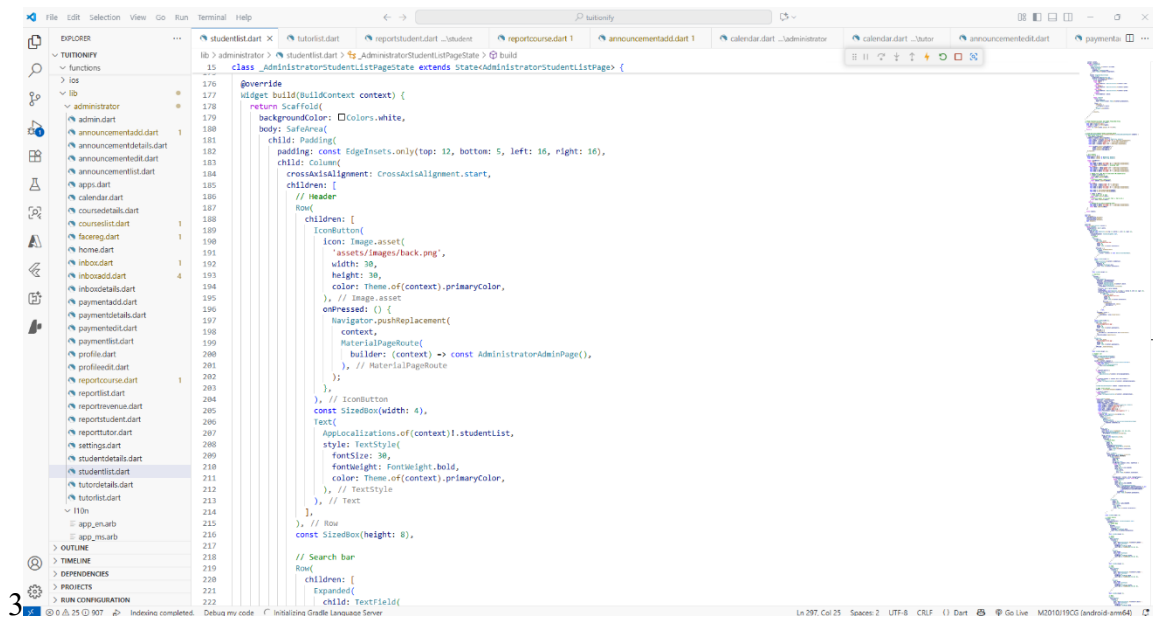 File Edit Selection View Go Run Terminal Help
tuitionify
EXPLORER
studentlist.dart
tutorlist.dart
reportstudent.dart ...\student
reportcourse.dart 1
announcementadd.dart 1
calendar.dart ...\administrator
calendar.dart ...\tutor
announcementedit.dart
lib > administrator > studentlist.dart > _AdministratorStudentListPageState > build
TUITIONIFY
functions
ios
lib
administrator
admin.dart
announcementadd.dart 1
announcementdetails.dart
announcementedit.dart
announcementlist.dart
apps.dart
calendar.dart
coursedetails.dart
courseslist.dart 1
facereg.dart 1
home.dart
inbox.dart 1
inboxadd.dart 4
inboxdetails.dart
paymentadd.dart
paymentdetails.dart
paymentedit.dart
paymentlist.dart
profile.dart
profileedit.dart
reportcourse.dart 1
reportlist.dart
reportrevenue.dart
reportstudent.dart
reporttutor.dart
settings.dart
studentdetails.dart
studentlist.dart
tutordetails.dart
tutorlist.dart
l10n
app_en.arb
app_ms.arb
OUTLINE
TIMELINE
DEPENDENCIES
PROJECTS
RUN CONFIGURATION
15 class _AdministratorStudentListPageState extends State<AdministratorStudentListPage> {
176 @override
177 Widget build(BuildContext context) {
178 return Scaffold(
179 backgroundColor: Colors.white,
180 body: SafeArea(
181 child: Padding(
182 padding: const EdgeInsets.only(top: 12, bottom: 5, left: 16, right: 16),
183 child: Column(
184 crossAxisAlignment: CrossAxisAlignment.start,
185 children: [
186 // Header
187 Row(
188 children: [
189 IconButton(
190 icon: Image.asset(
191 'assets/images/back.png',
192 width: 30,
193 height: 30,
194 color: Theme.of(context).primaryColor,
195 ), // Image.asset
196 onPressed: () {
197 Navigator.pushReplacement(
198 context,
199 MaterialPageRoute(
200 builder: (context) => const AdministratorAdminPage(),
201 ), // MaterialPageRoute
202 );
203 },
204 ), // IconButton
205 const SizedBox(width: 4),
206 Text(
207 AppLocalizations.of(context)!.studentList,
208 style: TextStyle(
209 fontSize: 30,
210 fontWeight: FontWeight.bold,
211 color: Theme.of(context).primaryColor,
212 ), // TextStyle
213 ), // Text
214 ],
215 ), // Row
216 const SizedBox(height: 8),
217
218 // Search bar
219 Row(
220 children: [
221 Expanded(
222 child: TextField(
3
0 25 907 Indexing completed. Debug my code Initializing Gradle Language Server
Ln 297, Col 25 Spaces: 2 UTF-8 CRLF {} Dart Go Live M2010J19CG (android-arm64)